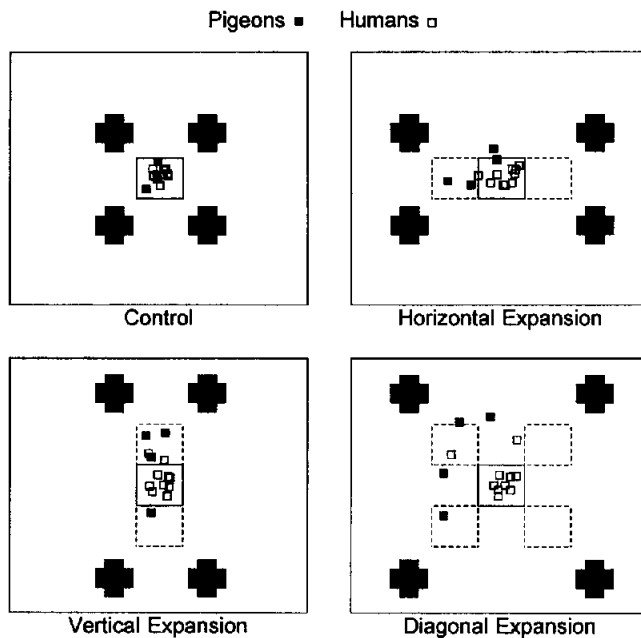 Pigeons ■ Humans □
Control Horizontal Expansion
Vertical Expansion Diagonal Expansion